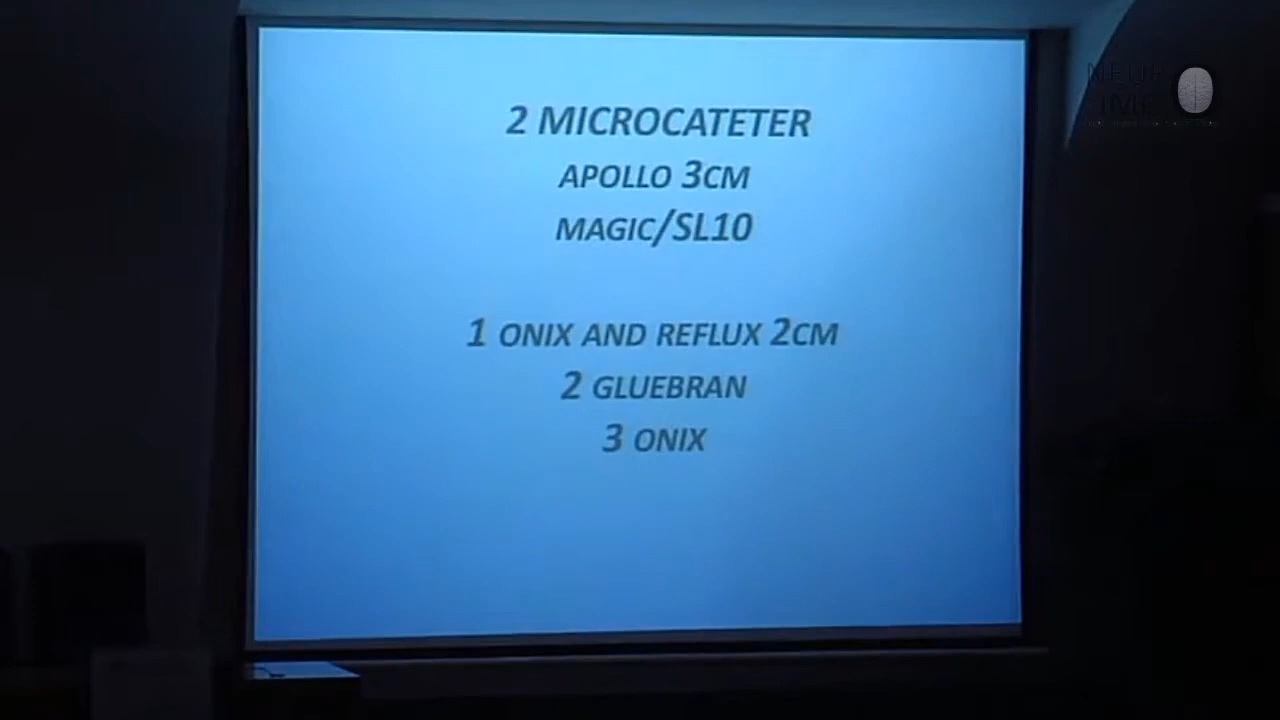 2 MICROCATETER
APOLLO 3CM
MAGIC/SL10
1 ONIX AND REFLUX 2CM
2 GLUEBRAN
3 ONIX